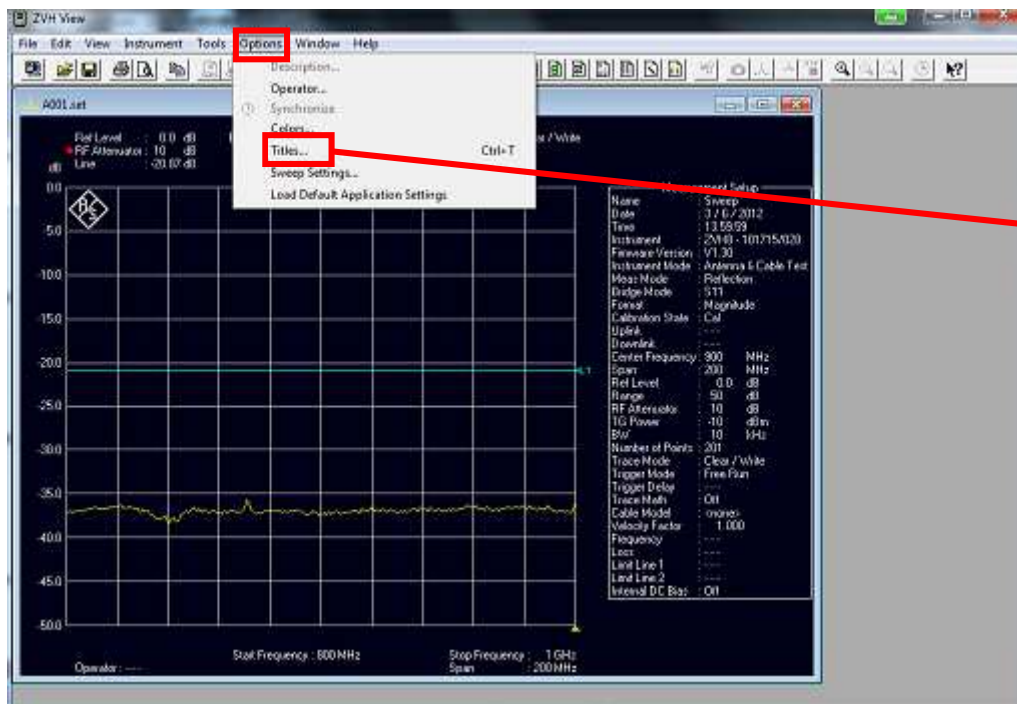 ZVH View
File Edit View Instrument Tools Options Window Help
Description...
Operator...
Synchronize
Colors...
Titles... Ctrl+T
Sweep Settings...
Load Default Application Settings
A001.set
Ref Level : 0.0 dB
RF Attenuator : 10 dB
Line : -20.87 dB
Clear / Write
dB
0.0
-5.0
-10.0
-15.0
-20.0
-25.0
-30.0
-35.0
-40.0
-45.0
-50.0
L1
Measurement Setup
Name : Sweep
Date : 3 / 6 / 2012
Time : 13:59:59
Instrument : ZVH8 - 101715/020
Firmware Version : V1.30
Instrument Mode : Antenna & Cable Test
Meas Mode : Reflection
Bridge Mode : S11
Format : Magnitude
Calibration State : Cal
Uplink : ---
Downlink : ---
Center Frequency : 900 MHz
Span : 200 MHz
Ref Level : 0.0 dB
Range : 50 dB
RF Attenuator : 10 dB
TG Power : -10 dBm
BW : 10 kHz
Number of Points : 201
Trace Mode : Clear / Write
Trigger Mode : Free Run
Trigger Delay : ---
Trace Math : Off
Cable Model : <none>
Velocity Factor : 1.000
Frequency : ---
Loss : ---
Limit Line 1 : ---
Limit Line 2 : ---
Internal DC Bias : Off
Start Frequency : 800 MHz
Stop Frequency : 1 GHz
Operator : ---
Span : 200 MHz